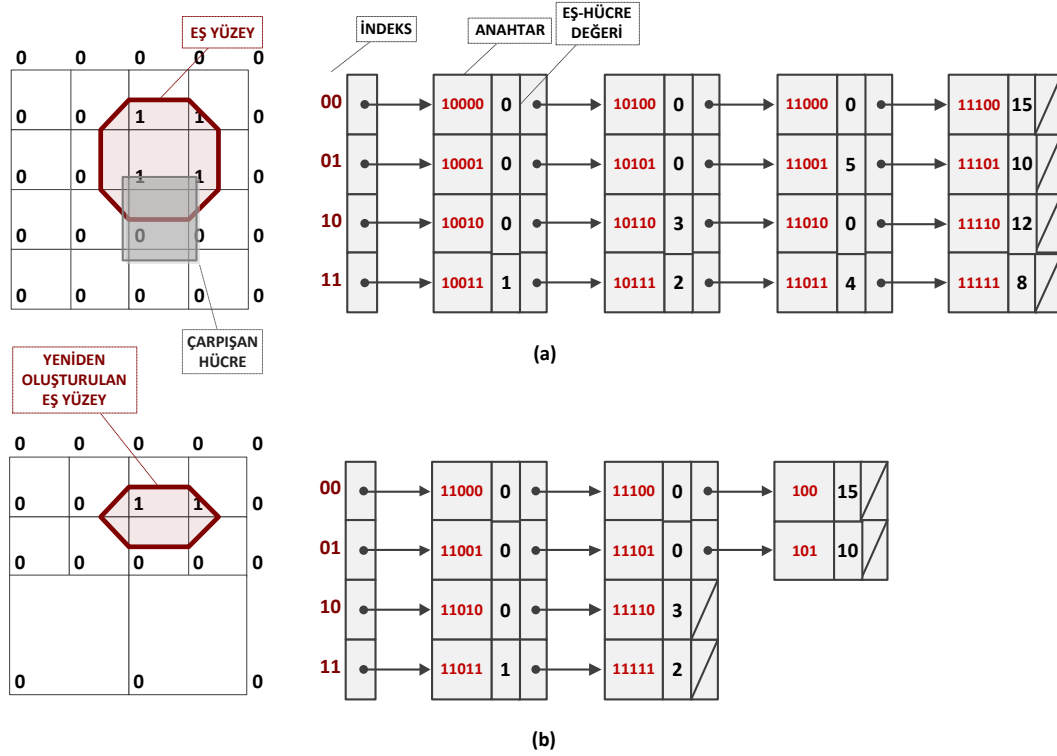 EŞ YÜZEY
İNDEKS
ANAHTAR
EŞ-HÜCRE
DEĞERİ
0 0 0 0 0
0 0 1 1 0
0 0 1 1 0
0 0 0 0 0
0 0 0 0 0
ÇARPIŞAN
HÜCRE
00 10000 0 10100 0 11000 0 11100 15
01 10001 0 10101 0 11001 5 11101 10
10 10010 0 10110 3 11010 0 11110 12
11 10011 1 10111 2 11011 4 11111 8
(a)
YENİDEN
OLUŞTURULAN
EŞ YÜZEY
0 0 0 0 0
0 0 1 1 0
0 0 0 0 0
0 0 0
00 11000 0 11100 0 100 15
01 11001 0 11101 0 101 10
10 11010 0 11110 3
11 11011 1 11111 2
(b)